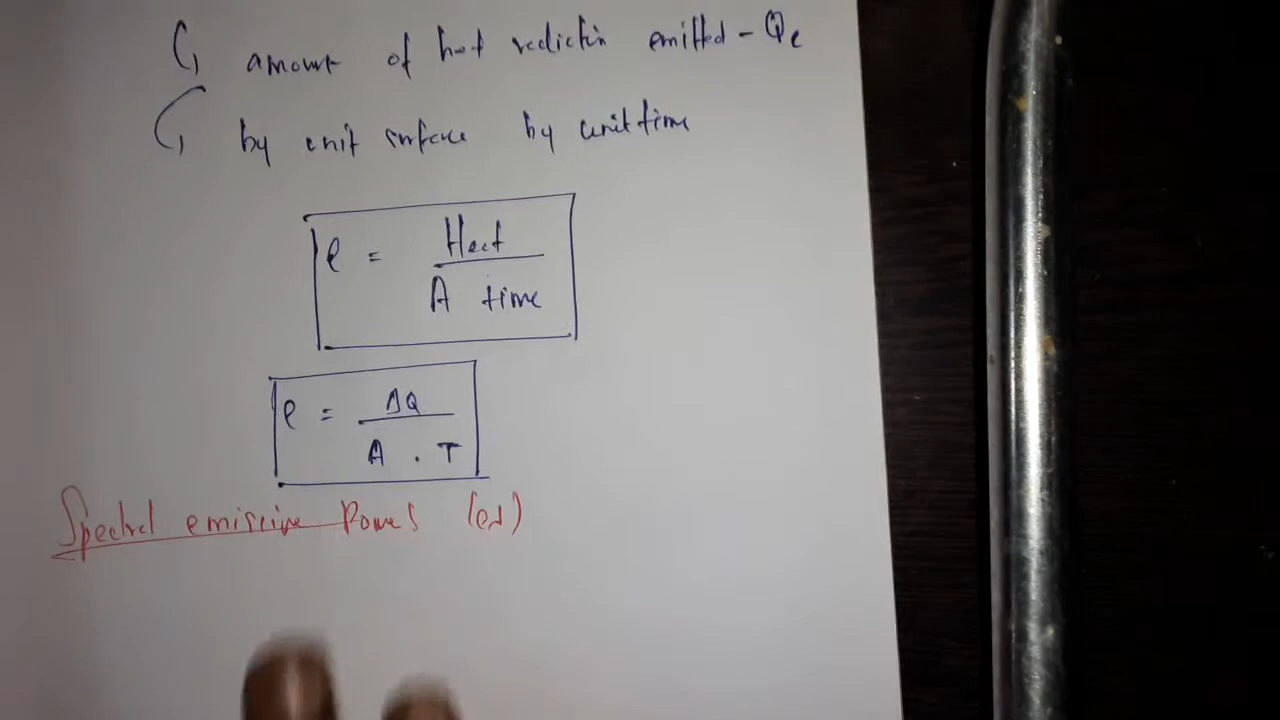 amount of heat radiation emitted - Qe
by unit surface by unit time
e = Heat / A time
e = ΔQ / A . T
Spectral emissive Power (eλ)